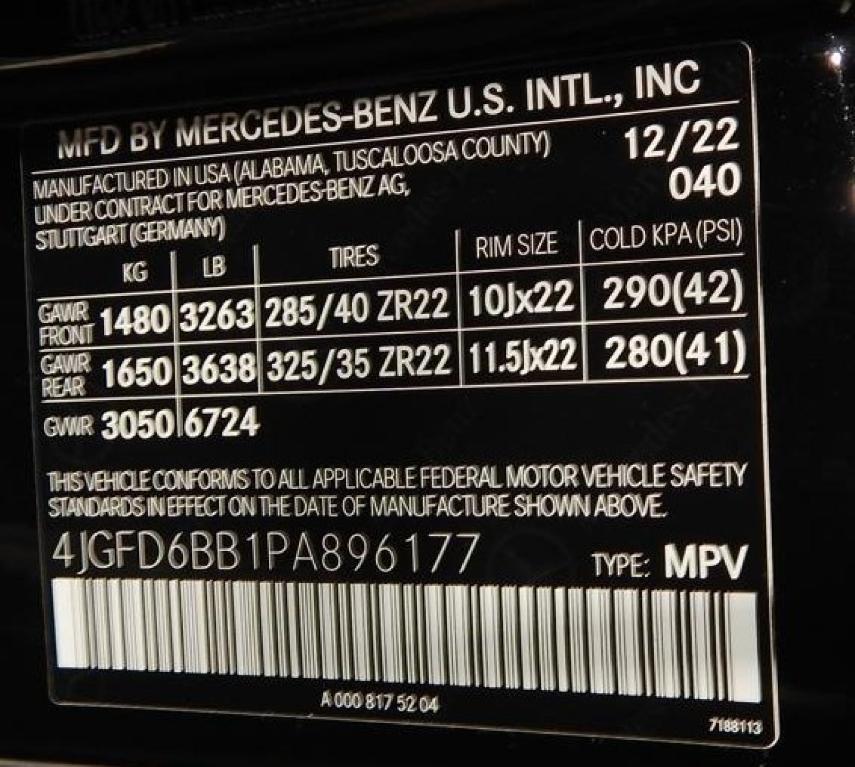 MFD BY MERCEDES-BENZ U.S. INTL., INC
MANUFACTURED IN USA (ALABAMA, TUSCALOOSA COUNTY) 12/22
UNDER CONTRACT FOR MERCEDES-BENZ AG, 040
STUTTGART (GERMANY)
KG LB TIRES RIM SIZE COLD KPA (PSI)
GAWR FRONT 1480 3263 285/40 ZR22 10Jx22 290(42)
GAWR REAR 1650 3638 325/35 ZR22 11.5Jx22 280(41)
GVWR 3050 6724
THIS VEHICLE CONFORMS TO ALL APPLICABLE FEDERAL MOTOR VEHICLE SAFETY
STANDARDS IN EFFECT ON THE DATE OF MANUFACTURE SHOWN ABOVE.
4JGFD6BB1PA896177 TYPE: MPV
A 000 817 52 04
7188113